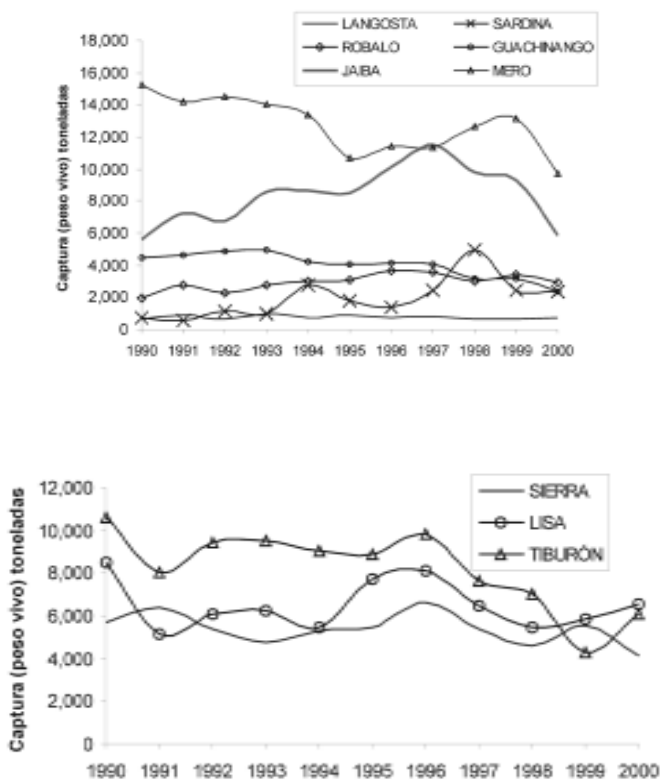 LANGOSTA SARDINA
ROBALO GUACHINANGO
JAIBA MERO
Captura (peso vivo) toneladas
18,000
16,000
14,000
12,000
10,000
8,000
6,000
4,000
2,000
0
1990 1991 1992 1993 1994 1995 1996 1997 1998 1999 2000
SIERRA
LISA
TIBURÓN
Captura (peso vivo) toneladas
12,000
10,000
8,000
6,000
4,000
2,000
0
1990 1991 1992 1993 1994 1995 1996 1997 1998 1999 2000